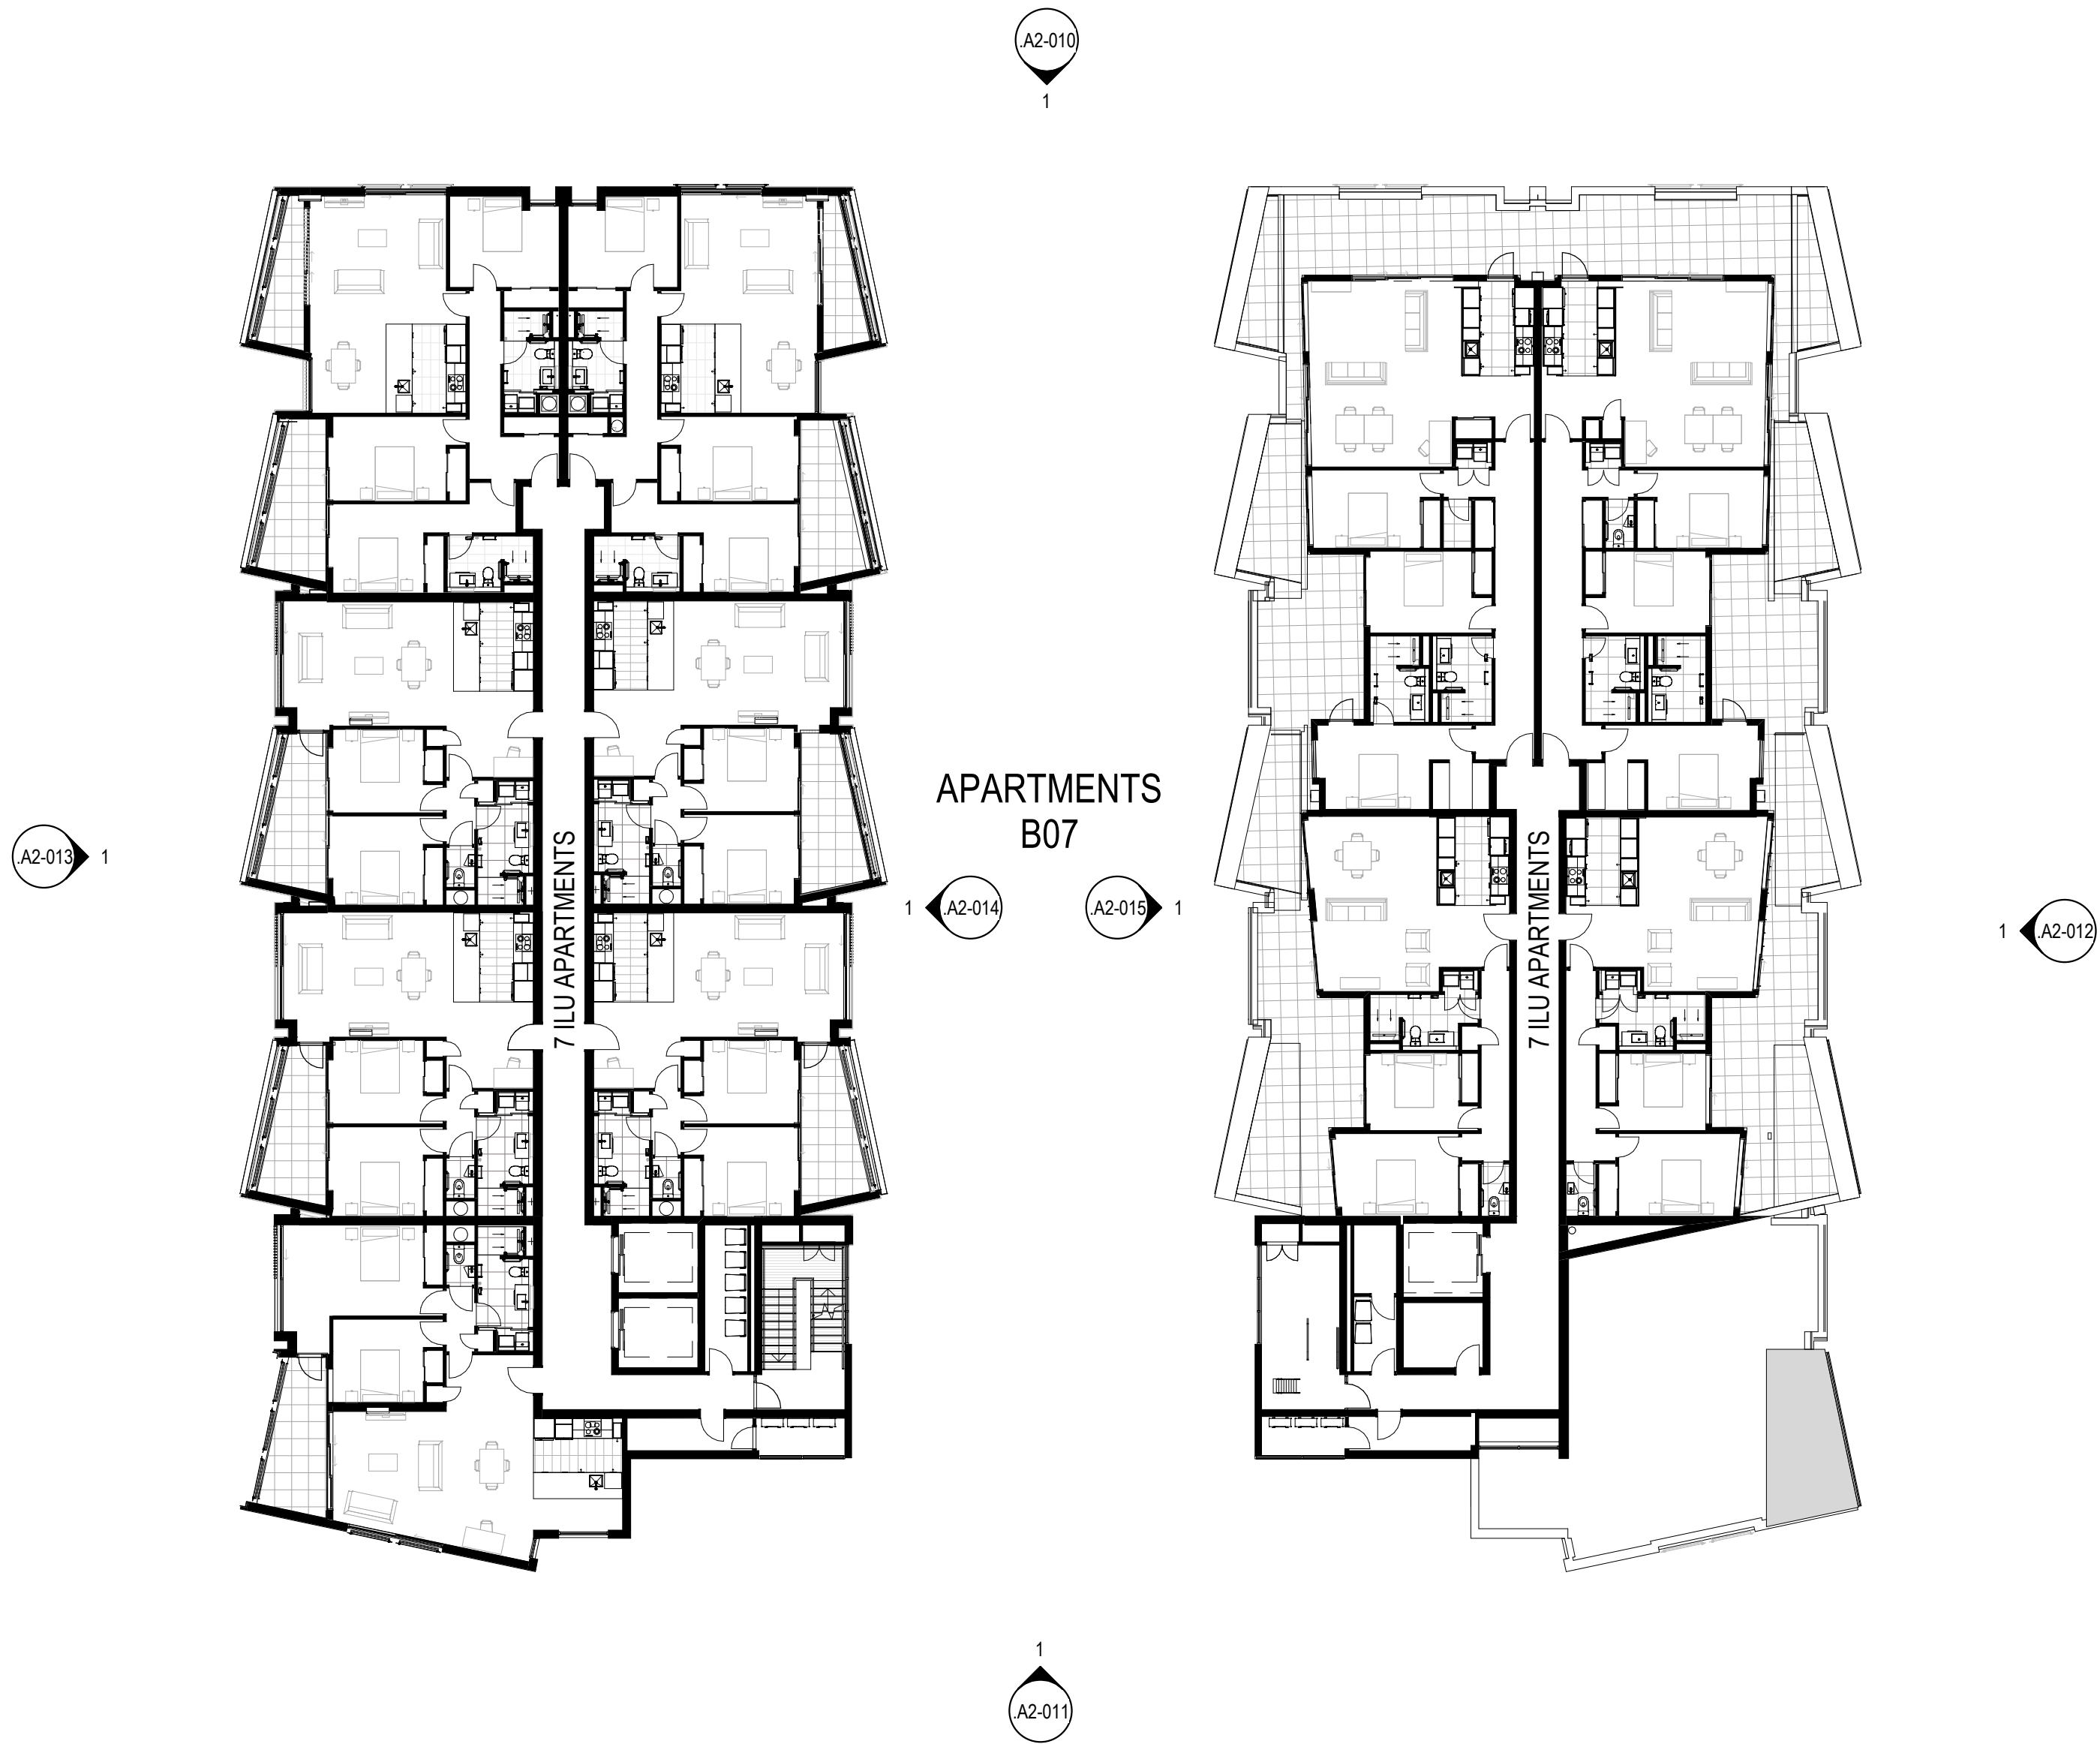 .A2-010
1
APARTMENTS
B07
.A2-013 1
7 ILU APARTMENTS
1 .A2-014
.A2-015 1
7 ILU APARTMENTS
1 .A2-012
1
.A2-011